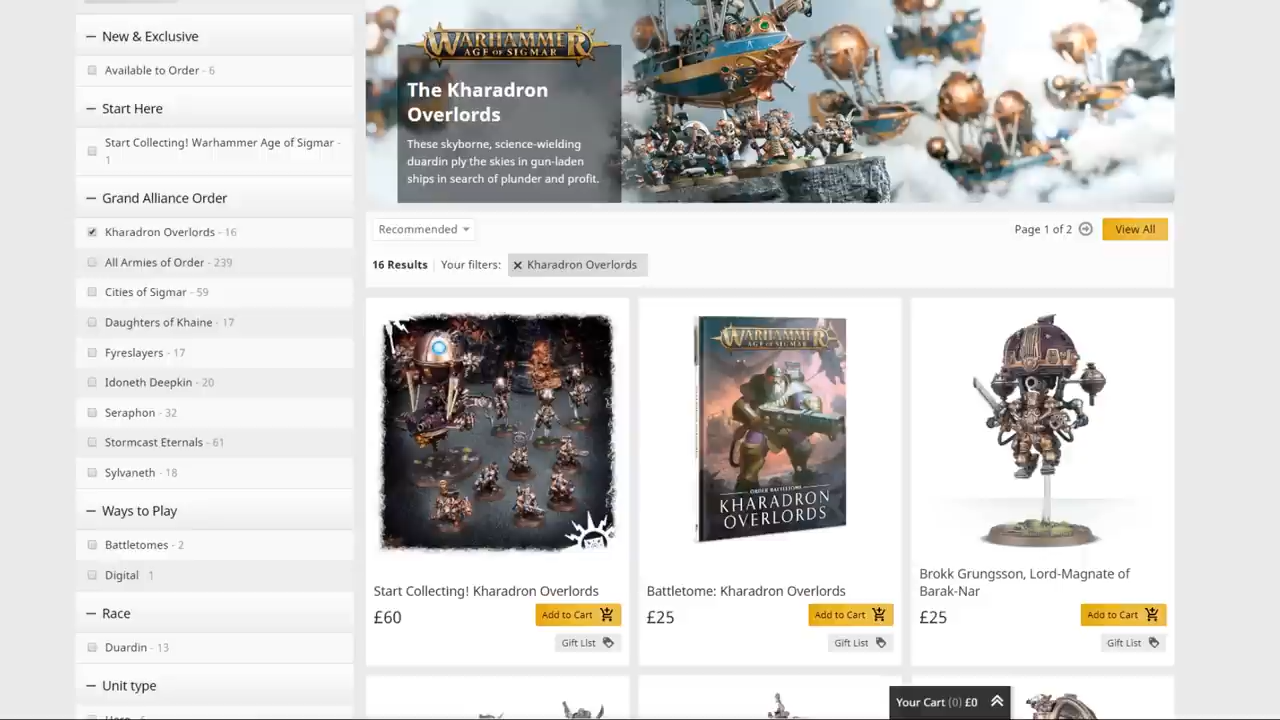 New & Exclusive
Available to Order - 6
Start Here
Start Collecting! Warhammer Age of Sigmar -
1
Grand Alliance Order
Kharadron Overlords - 16
All Armies of Order - 239
Cities of Sigmar - 59
Daughters of Khaine - 17
Fyreslayers - 17
Idoneth Deepkin - 20
Seraphon - 32
Stormcast Eternals - 61
Sylvaneth - 18
Ways to Play
Battletomes - 2
Digital 1
Race
Duardin - 13
Unit type
WARHAMMER
AGE OF SIGMAR
The Kharadron
Overlords
These skyborne, science-wielding
duardin ply the skies in gun-laden
ships in search of plunder and profit.
Recommended
Page 1 of 2
View All
16 Results
Your filters:
Kharadron Overlords
WARHAMMER
AGE OF SIGMAR
ORDER BATTLETOME
KHARADRON
OVERLORDS
Start Collecting! Kharadron Overlords
£60
Add to Cart
Gift List
Battletome: Kharadron Overlords
£25
Add to Cart
Gift List
Brokk Grungsson, Lord-Magnate of
Barak-Nar
£25
Add to Cart
Gift List
Your Cart (0) £0